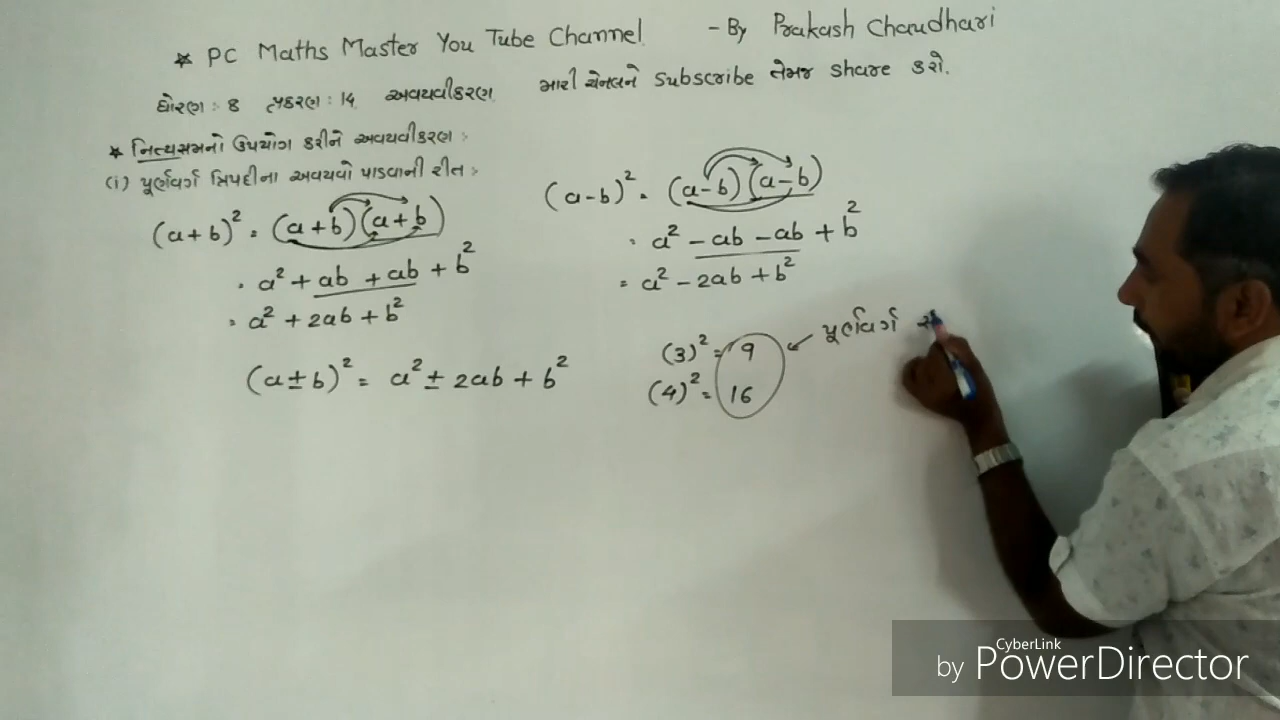 ★ PC Maths Master You Tube Channel. - By Prakash Chaudhari
ધોરણ : 8 પ્રકરણ : 14 અવયવીકરણ મારી ચેનલને Subscribe તેમજ Share કરો.
★ નિત્યસમનો ઉપયોગ કરીને અવયવીકરણ :
(i) પૂર્ણવર્ગ ત્રિપદીના અવયવો પાડવાની રીત :
(a+b)² = (a+b)(a+b)
= a² + ab + ab + b²
= a² + 2ab + b²
(a-b)² = (a-b)(a-b)
= a² - ab - ab + b²
= a² - 2ab + b²
(a±b)² = a² ± 2ab + b²
(3)² = 9
(4)² = 16
← પૂર્ણવર્ગ
CyberLink
by PowerDirector